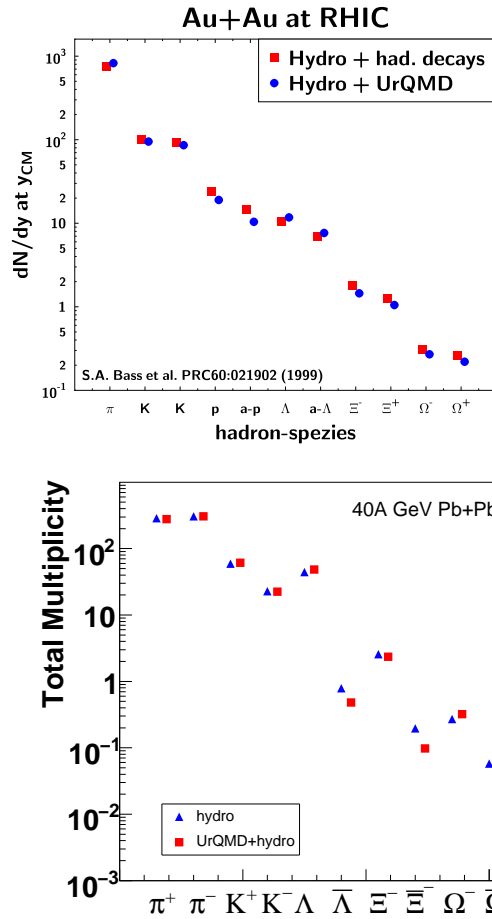 Au+Au at RHIC
10³
5
2
10²
5
2
10
5
2
1
5
2
10⁻¹
dN/dy at y_CM
Hydro + had. decays
Hydro + UrQMD
S.A. Bass et al. PRC60:021902 (1999)
π K K p a-p Λ a-Λ Ξ⁻ Ξ⁺ Ω⁻ Ω⁺
hadron-spezies
40A GeV Pb+Pb
Total Multiplicity
10²
10
1
10⁻¹
10⁻²
10⁻³
hydro
UrQMD+hydro
π⁺ π⁻ K⁺ K⁻ Λ Λ̅ Ξ⁻ Ξ̅⁻ Ω⁻